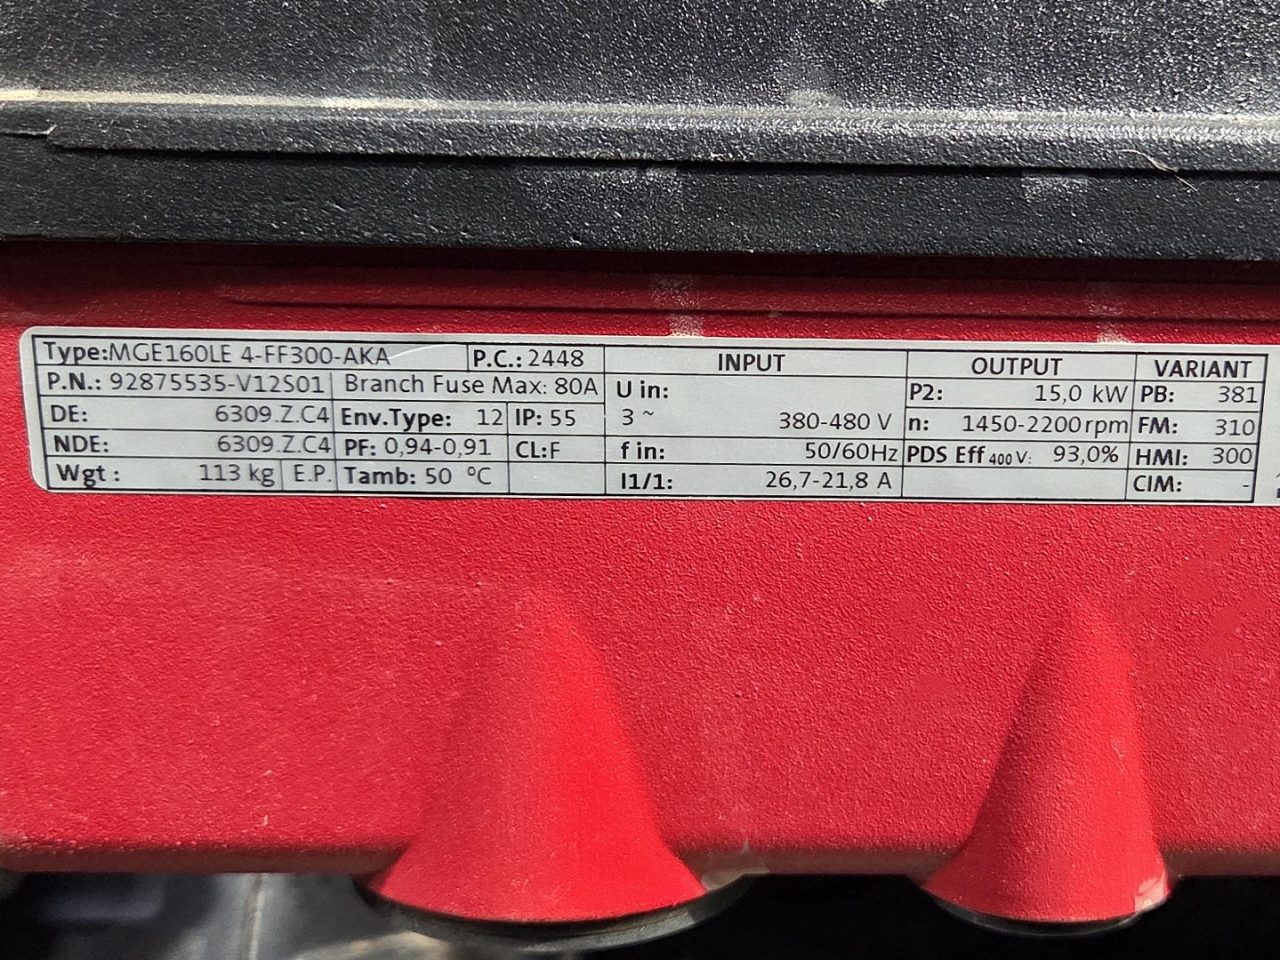 Type:MGE160LE 4-FF300-AKA P.C.: 2448 INPUT OUTPUT VARIANT
P.N.: 92875535-V12S01 Branch Fuse Max: 80A U in: P2: 15,0 kW PB: 381
DE: 6309.Z.C4 Env.Type: 12 IP: 55 3 ~ 380-480 V n: 1450-2200rpm FM: 310
NDE: 6309.Z.C4 PF: 0,94-0,91 CL:F f in: 50/60Hz PDS Eff 400 V: 93,0% HMI: 300
Wgt : 113 kg E.P. Tamb: 50 °C I1/1: 26,7-21,8 A CIM: -